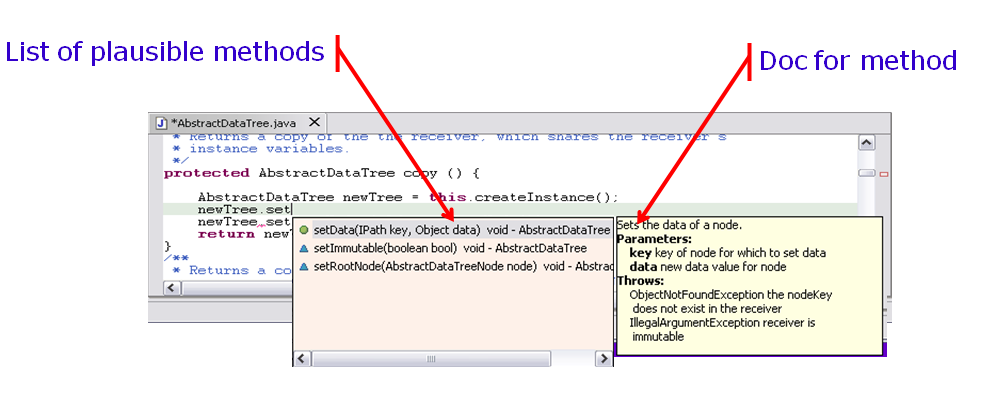 List of plausible methods
Doc for method
*AbstractDataTree.java
* Returns a copy of the the receiver, which shares the receiver's
* instance variables.
*/
protected AbstractDataTree copy () {
AbstractDataTree newTree = this.createInstance();
newTree.set
newTree.set
return newT
}
/**
* Returns a co
setData(IPath key, Object data) void - AbstractDataTree
setImmutable(boolean bool) void - AbstractDataTree
setRootNode(AbstractDataTreeNode node) void - Abstrac
Sets the data of a node.
Parameters:
key key of node for which to set data
data new data value for node
Throws:
ObjectNotFoundException the nodeKey
does not exist in the receiver
IllegalArgumentException receiver is
immutable